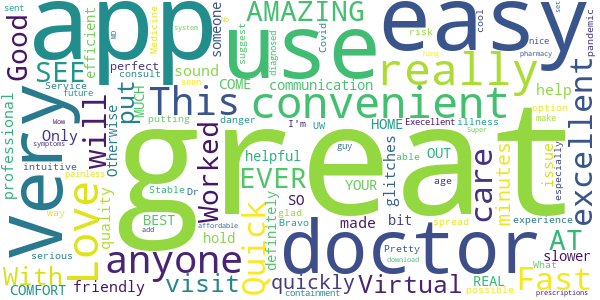 sent
Good
efficient
app
system
Medicine
AMAZING
someone
Do
suggest
Covid
use
easy
cool
sec
nice
pandemic
pharmacy
MD
SEE
perfect
consult
diagnosed
sound
seen
hung
risk
COME
communication
really
option
make
help
Service
future
Wow
professional
will
put
Very
Only
Otherwise
MUCH
This
putting
danger
convenient
HOME
Execellent
illness
Super
especially
excellent
great
I'm
UW
intuitive
symptoms
Love
painless
Worked
helpful
guy
able
OUT
glitches
care
minutes
issue
way
quality
Stable
Dr
EVER
YOUR
age
BEST
add
affordable
SO
glad
made
bit
spread
experience
With
serious
anyone
hold
Quick
definitely
Bravo
doctor
Pretty
download
REAL
What
AT
slower
COMFORT
friendly
visit
quickly
containment
Virtual
possible
Fast
prescriptions